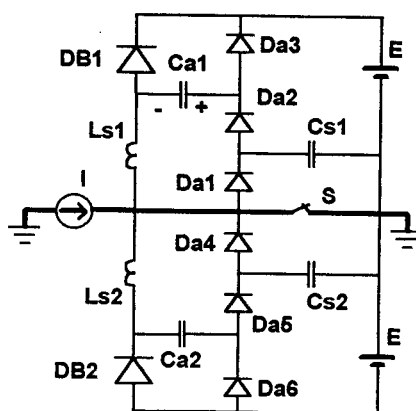 DB1
Da3
E
Ca1
- +
Da2
Ls1
Cs1
Da1
I
S
Da4
Ls2
Cs2
Da5
Ca2
E
DB2
Da6